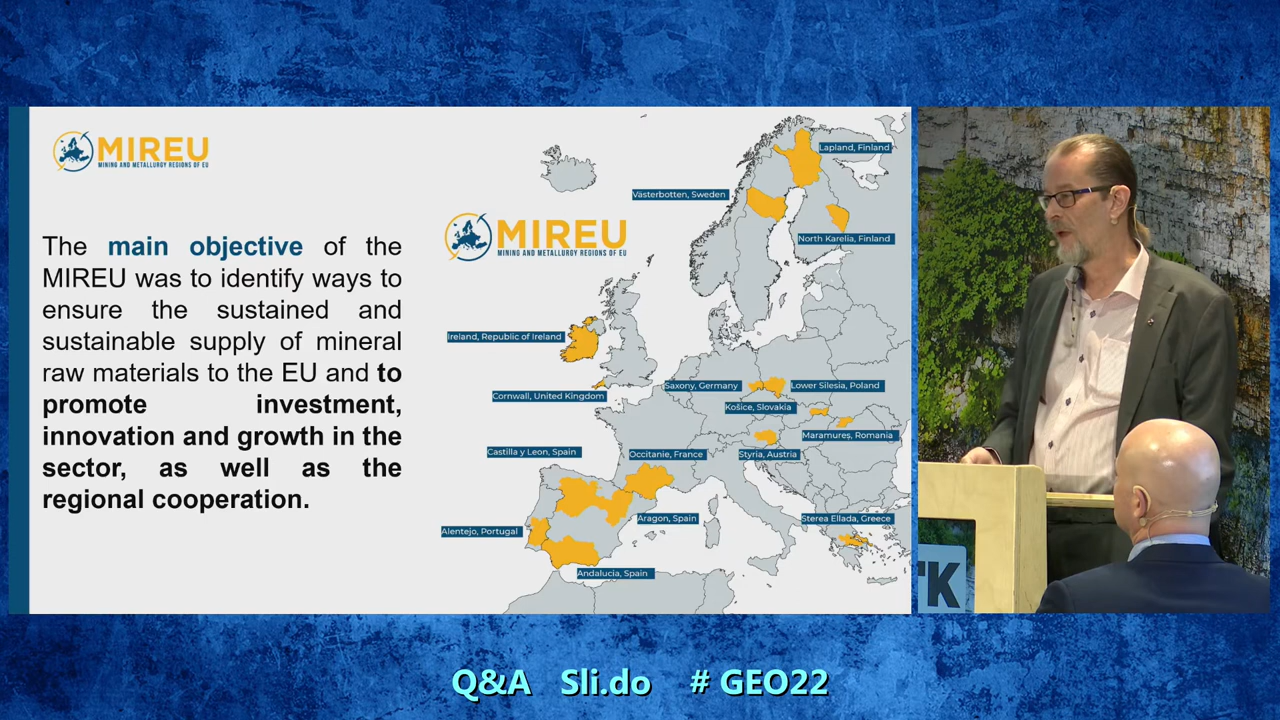 MIREU
MINING AND METALLURGY REGIONS OF EU
The main objective of the
MIREU was to identify ways to
ensure the sustained and
sustainable supply of mineral
raw materials to the EU and to
promote investment,
innovation and growth in the
sector, as well as the
regional cooperation.
MIREU
MINING AND METALLURGY REGIONS OF EU
Lapland, Finland
Västerbotten, Sweden
North Karelia, Finland
Ireland, Republic of Ireland
Cornwall, United Kingdom
Saxony, Germany
Lower Silesia, Poland
Košice, Slovakia
Maramureș, Romania
Castilla y Leon, Spain
Occitanie, France
Styria, Austria
Alentejo, Portugal
Aragon, Spain
Sterea Ellada, Greece
Andalucia, Spain
TK
Q&A Sli.do # GEO22